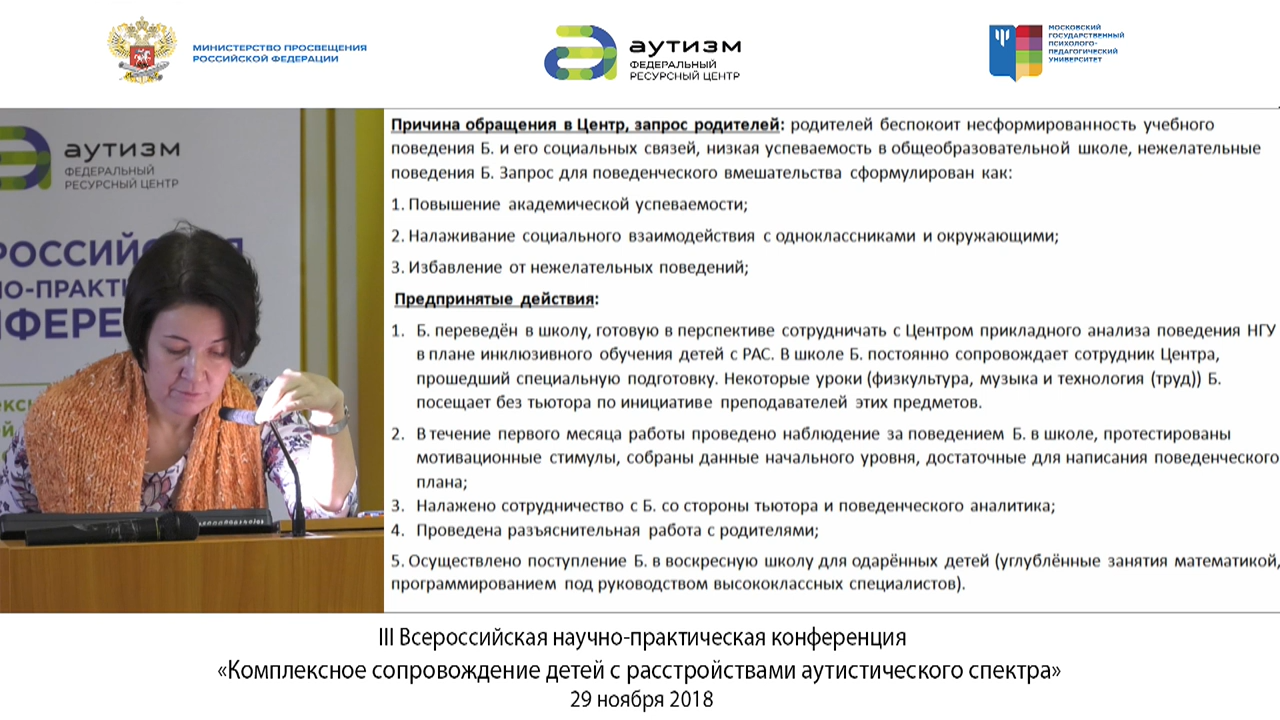 МИНИСТЕРСТВО ПРОСВЕЩЕНИЯ
РОССИЙСКОЙ ФЕДЕРАЦИИ
аутизм
ФЕДЕРАЛЬНЫЙ
РЕСУРСНЫЙ ЦЕНТР
МОСКОВСКИЙ
ГОСУДАРСТВЕННЫЙ
ПСИХОЛОГО-
ПЕДАГОГИЧЕСКИЙ
УНИВЕРСИТЕТ
аутизм
ФЕДЕРАЛЬНЫЙ
РЕСУРСНЫЙ ЦЕНТР
Причина обращения в Центр, запрос родителей: родителей беспокоит несформированность учебного
поведения Б. и его социальных связей, низкая успеваемость в общеобразовательной школе, нежелательные
поведения Б. Запрос для поведенческого вмешательства сформулирован как:
1. Повышение академической успеваемости;
2. Налаживание социального взаимодействия с одноклассниками и окружающими;
3. Избавление от нежелательных поведений;
Предпринятые действия:
1. Б. переведён в школу, готовую в перспективе сотрудничать с Центром прикладного анализа поведения НГУ
в плане инклюзивного обучения детей с РАС. В школе Б. постоянно сопровождает сотрудник Центра,
прошедший специальную подготовку. Некоторые уроки (физкультура, музыка и технология (труд)) Б.
посещает без тьютора по инициативе преподавателей этих предметов.
2. В течение первого месяца работы проведено наблюдение за поведением Б. в школе, протестированы
мотивационные стимулы, собраны данные начального уровня, достаточные для написания поведенческого
плана;
3. Налажено сотрудничество с Б. со стороны тьютора и поведенческого аналитика;
4. Проведена разъяснительная работа с родителями;
5. Осуществлено поступление Б. в воскресную школу для одарённых детей (углублённые занятия математикой,
программированием под руководством высококлассных специалистов).
III Всероссийская научно-практическая конференция
«Комплексное сопровождение детей с расстройствами аутистического спектра»
29 ноября 2018